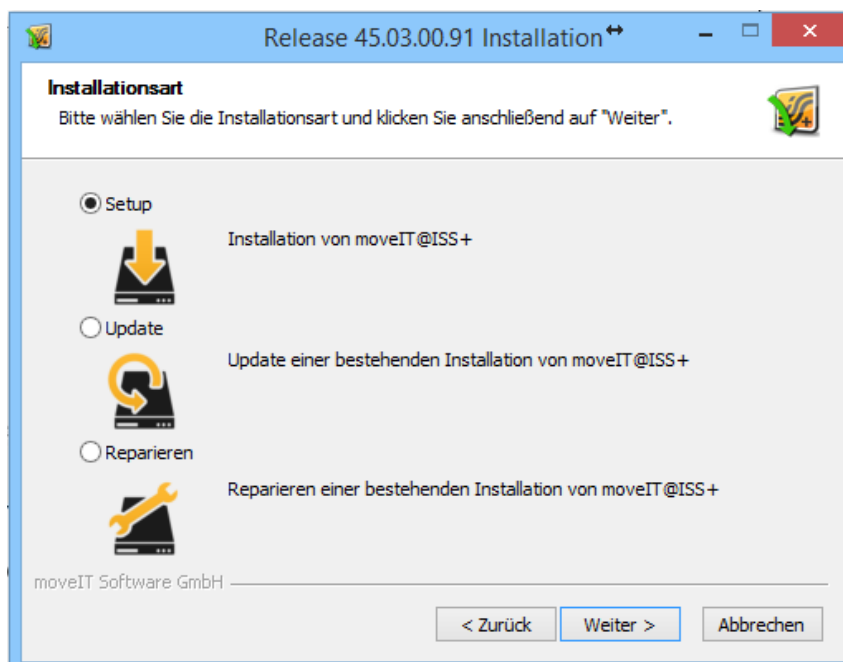 Release 45.03.00.91 Installation
Installationsart
Bitte wählen Sie die Installationsart und klicken Sie anschließend auf "Weiter".
Setup
Installation von moveIT@ISS+
Update
Update einer bestehenden Installation von moveIT@ISS+
Reparieren
Reparieren einer bestehenden Installation von moveIT@ISS+
moveIT Software GmbH
< Zurück Weiter > Abbrechen